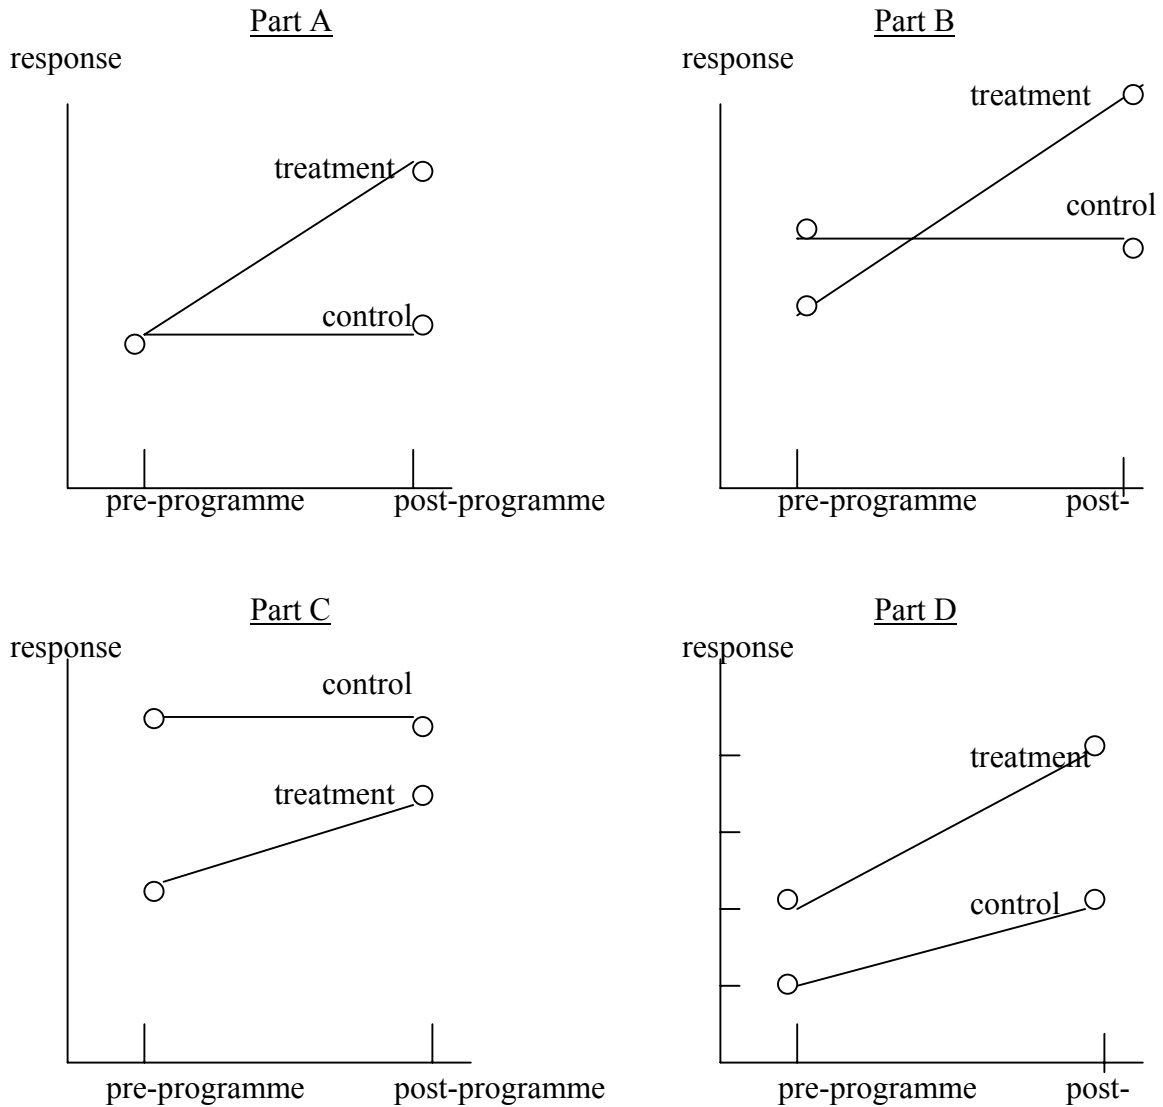 Part A
response
treatment
control
pre-programme
post-programme
Part B
response
treatment
control
pre-programme
post-
Part C
response
control
treatment
pre-programme
post-programme
Part D
response
treatment
control
pre-programme
post-